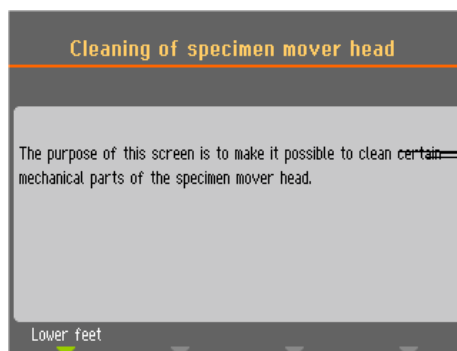 Cleaning of specimen mover head
The purpose of this screen is to make it possible to clean certain
mechanical parts of the specimen mover head.
Lower feet